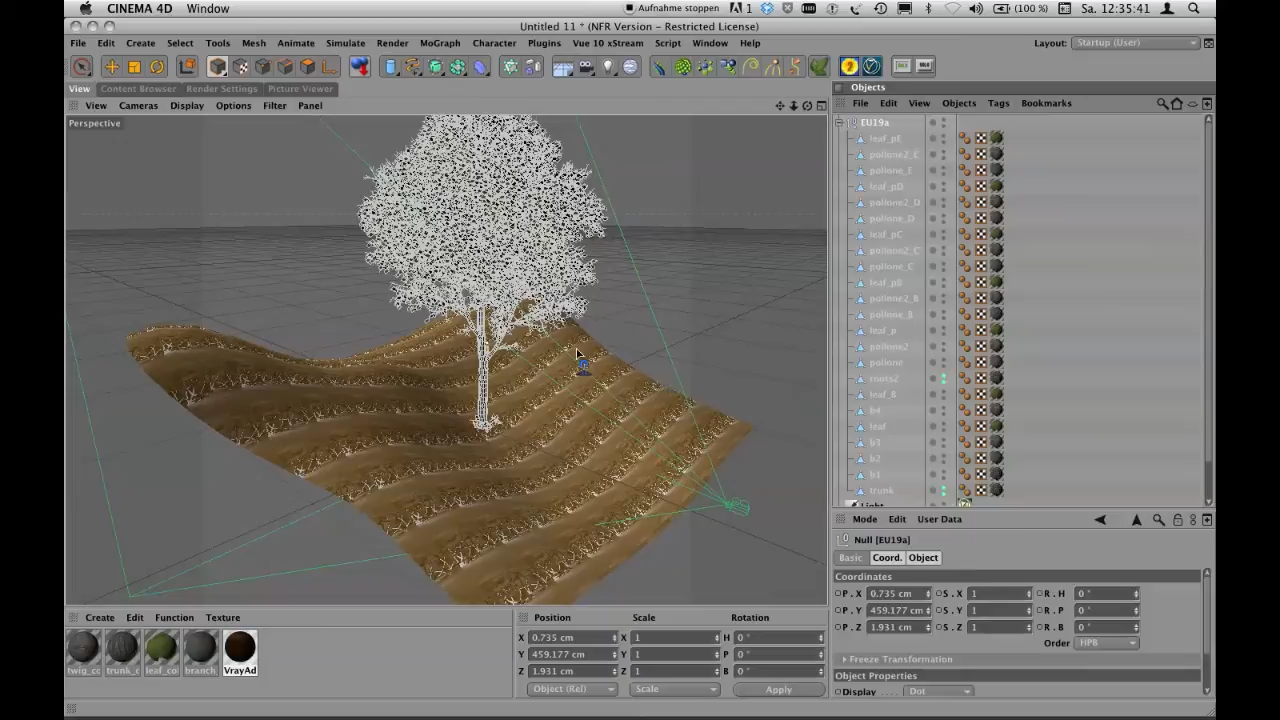 CINEMA 4D Window
Aufnahme stoppen
1
(100 %)
Sa. 12:35:41
Untitled 11 * (NFR Version - Restricted License)
File Edit Create Select Tools Mesh Animate Simulate Render MoGraph Character Plugins Vue 10 xStream Script Window Help
Layout: Startup (User)
View Content Browser Render Settings Picture Viewer
View Cameras Display Options Filter Panel
Perspective
Objects
File Edit View Objects Tags Bookmarks
EU19a
leaf_pE
pollone2_E
pollone_E
leaf_pD
pollone2_D
pollone_D
leaf_pC
pollone2_C
pollone_C
leaf_pB
pollone2_B
pollone_B
leaf_p
pollone2
pollone
roots2
leaf_B
b4
leaf
b3
b2
b1
trunk
Light
Mode Edit User Data
Null [EU19a]
Basic Coord. Object
Coordinates
P . X 0.735 cm S . X 1 R . H 0 °
P . Y 459.177 cm S . Y 1 R . P 0 °
P . Z 1.931 cm S . Z 1 R . B 0 °
Order HPB
Freeze Transformation
Object Properties
Display Dot
Create Edit Function Texture
twig_co trunk_c leaf_co branch VrayAd
Position Scale Rotation
X 0.735 cm X 1 H 0 °
Y 459.177 cm Y 1 P 0 °
Z 1.931 cm Z 1 B 0 °
Object (Rel) Scale Apply